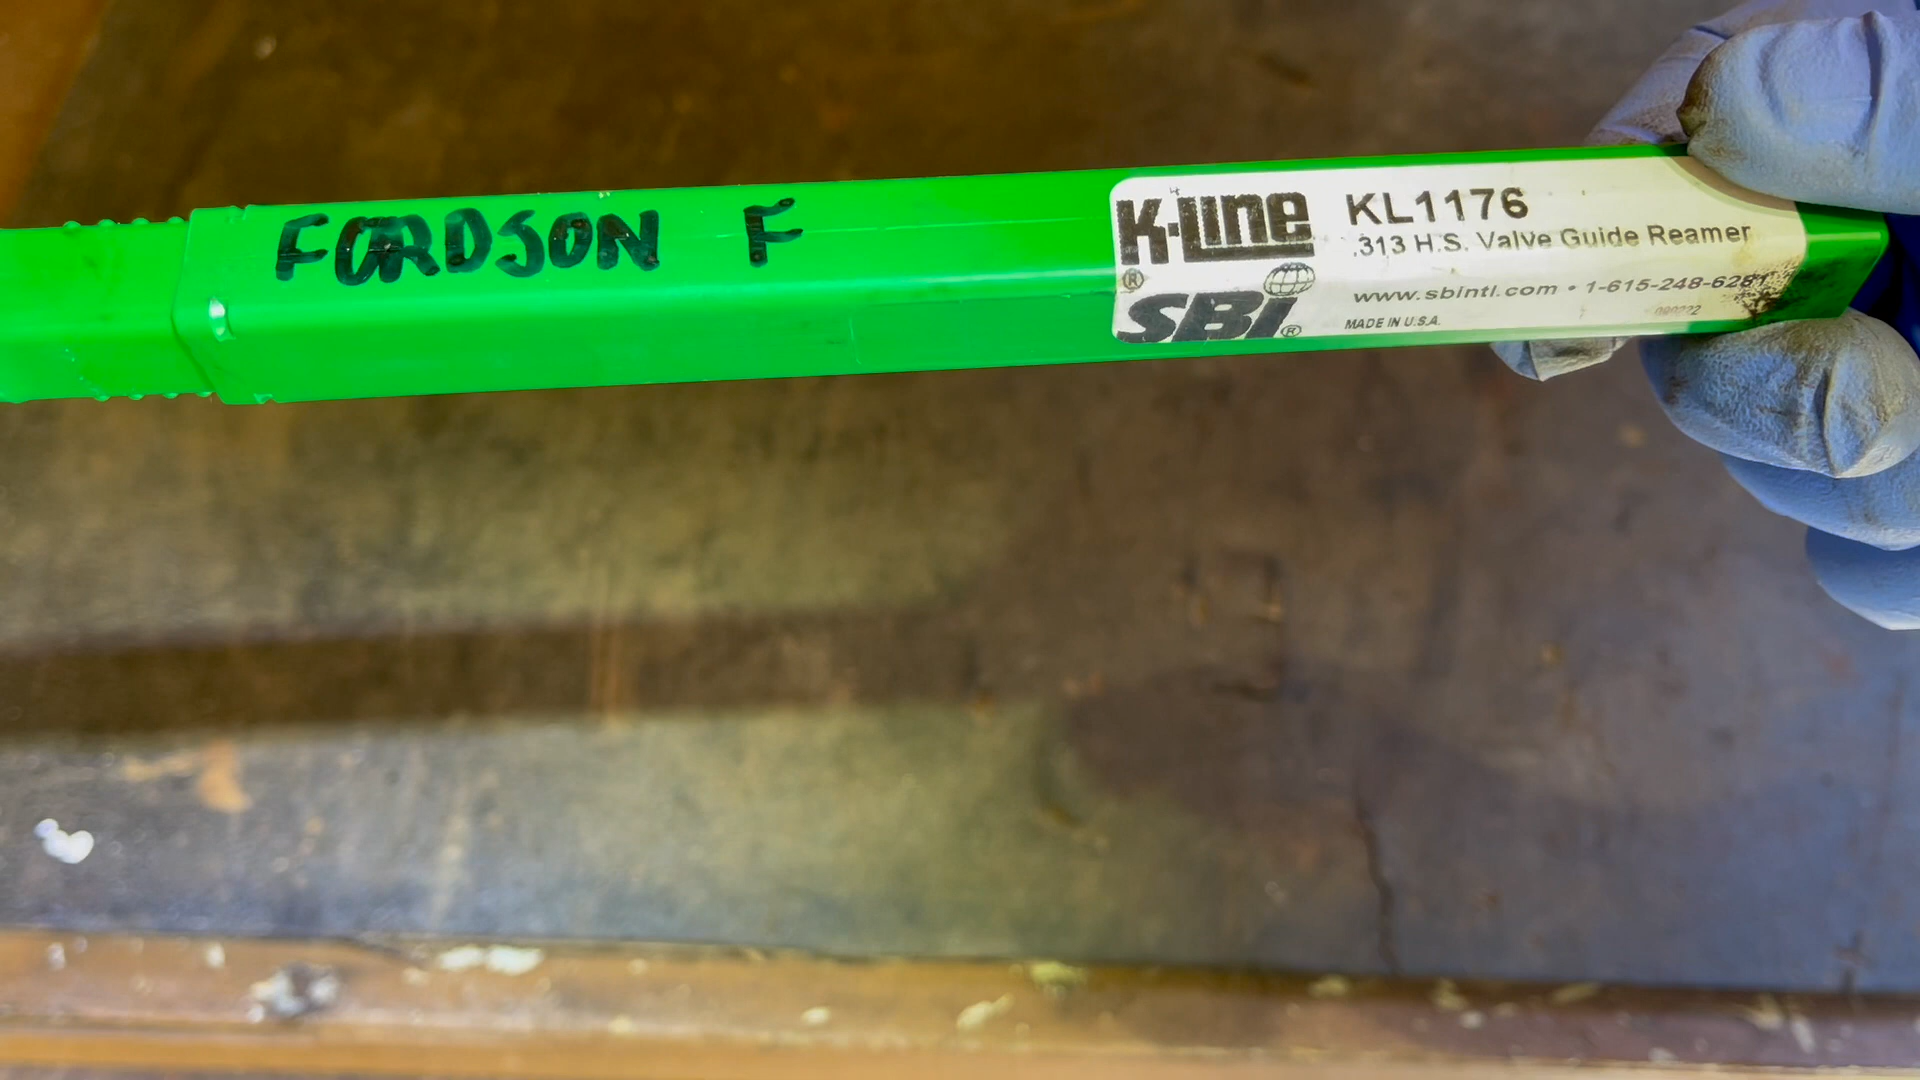 FORDSON F
K-Line
KL1176
.313 H.S. Valve Guide Reamer
® SBI ®
www.sbintl.com • 1-615-248-6281
MADE IN U.S.A.